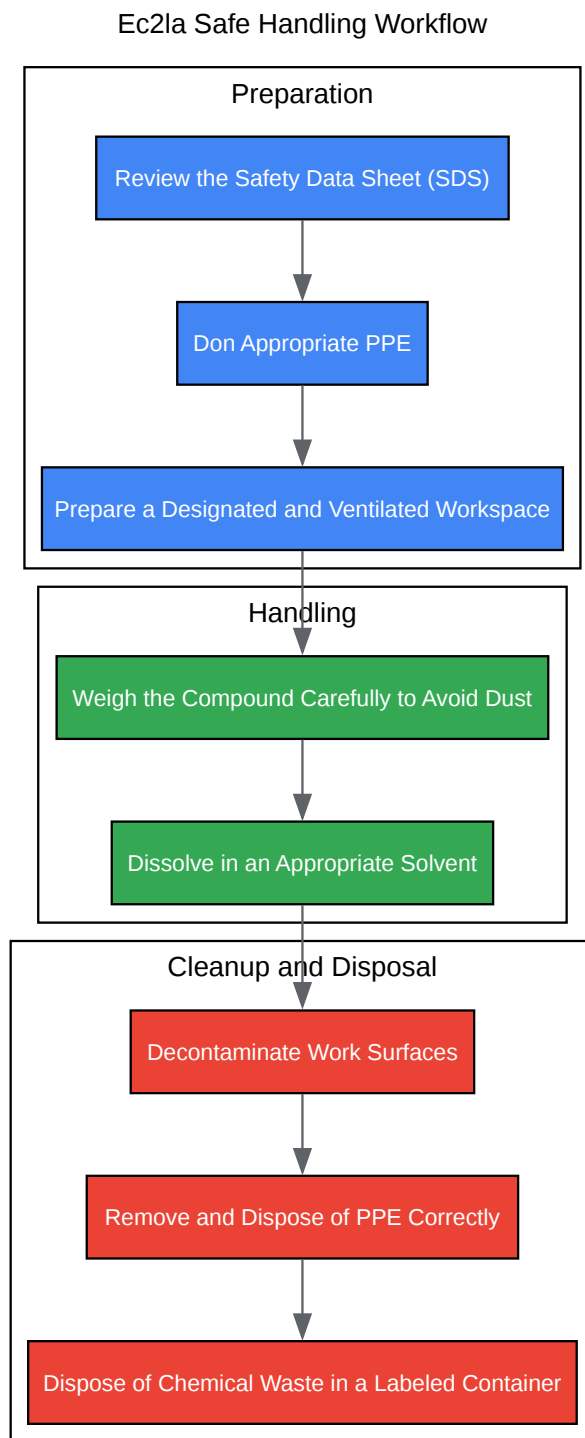 Ec2la Safe Handling Workflow
Preparation
Review the Safety Data Sheet (SDS)
Don Appropriate PPE
Prepare a Designated and Ventilated Workspace
Handling
Weigh the Compound Carefully to Avoid Dust
Dissolve in an Appropriate Solvent
Cleanup and Disposal
Decontaminate Work Surfaces
Remove and Dispose of PPE Correctly
Dispose of Chemical Waste in a Labeled Container